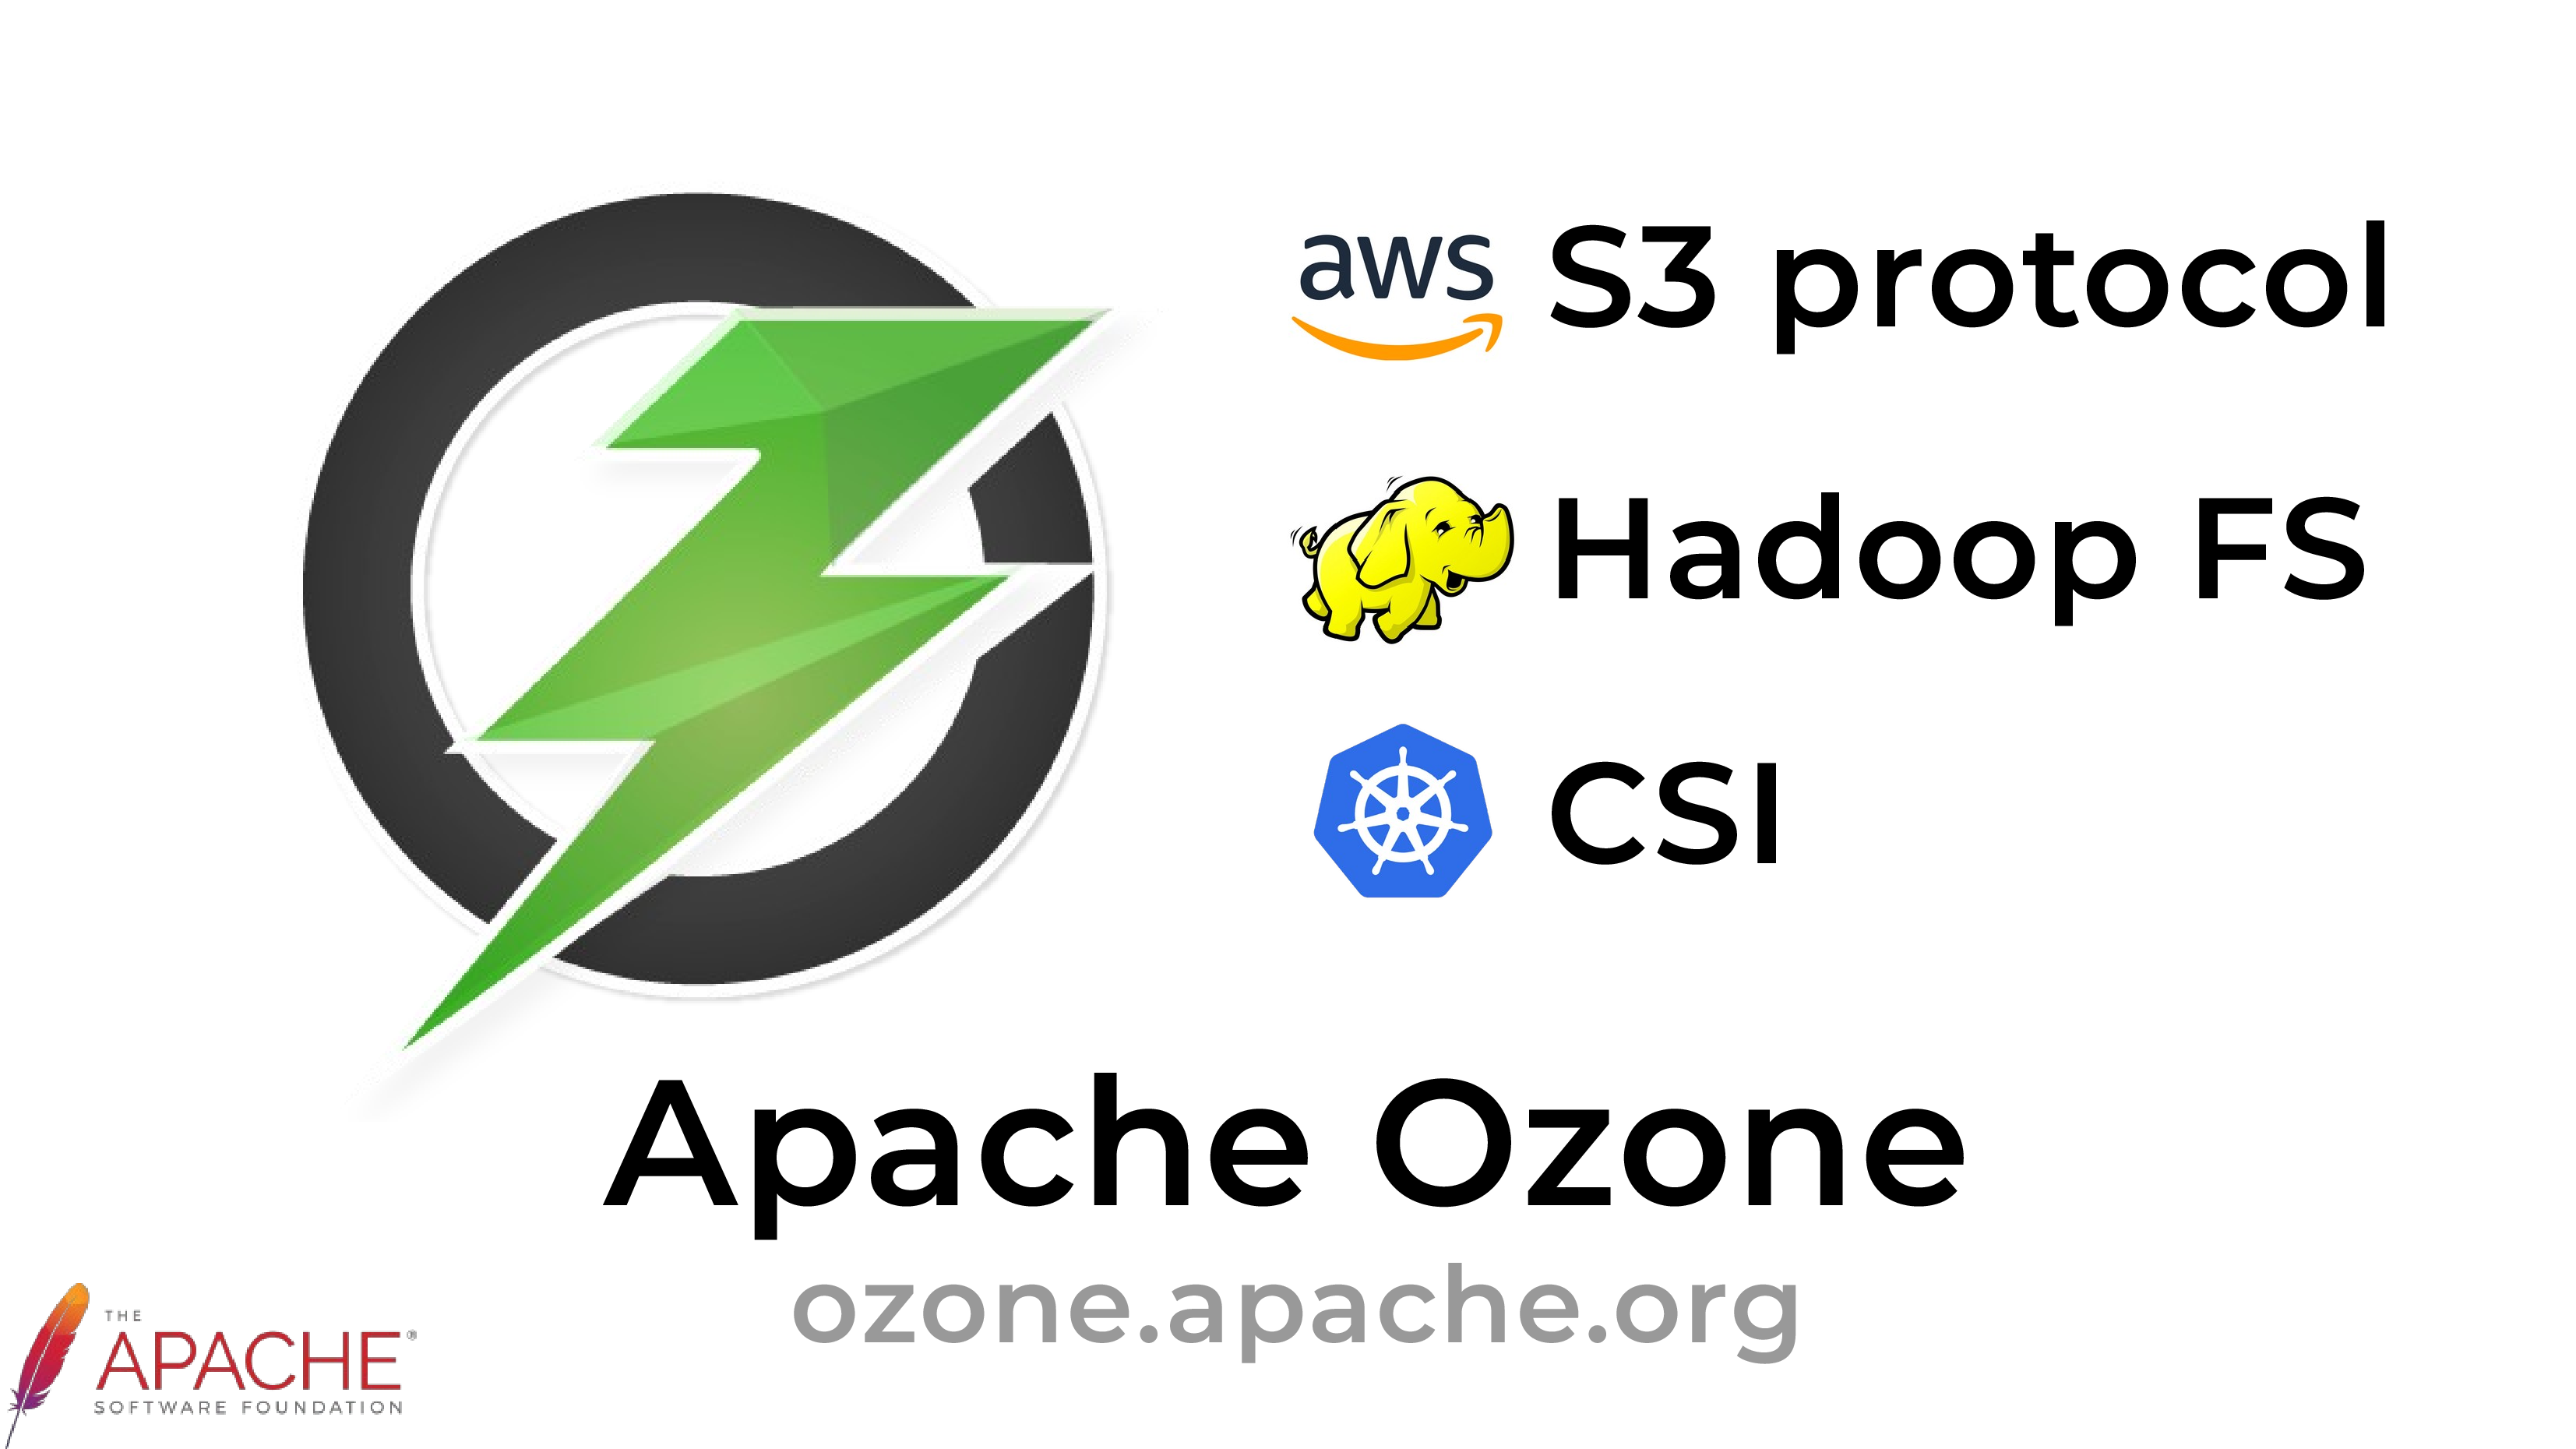 aws S3 protocol
Hadoop FS
CSI
Apache Ozone
ozone.apache.org
THE
APACHE®
SOFTWARE FOUNDATION